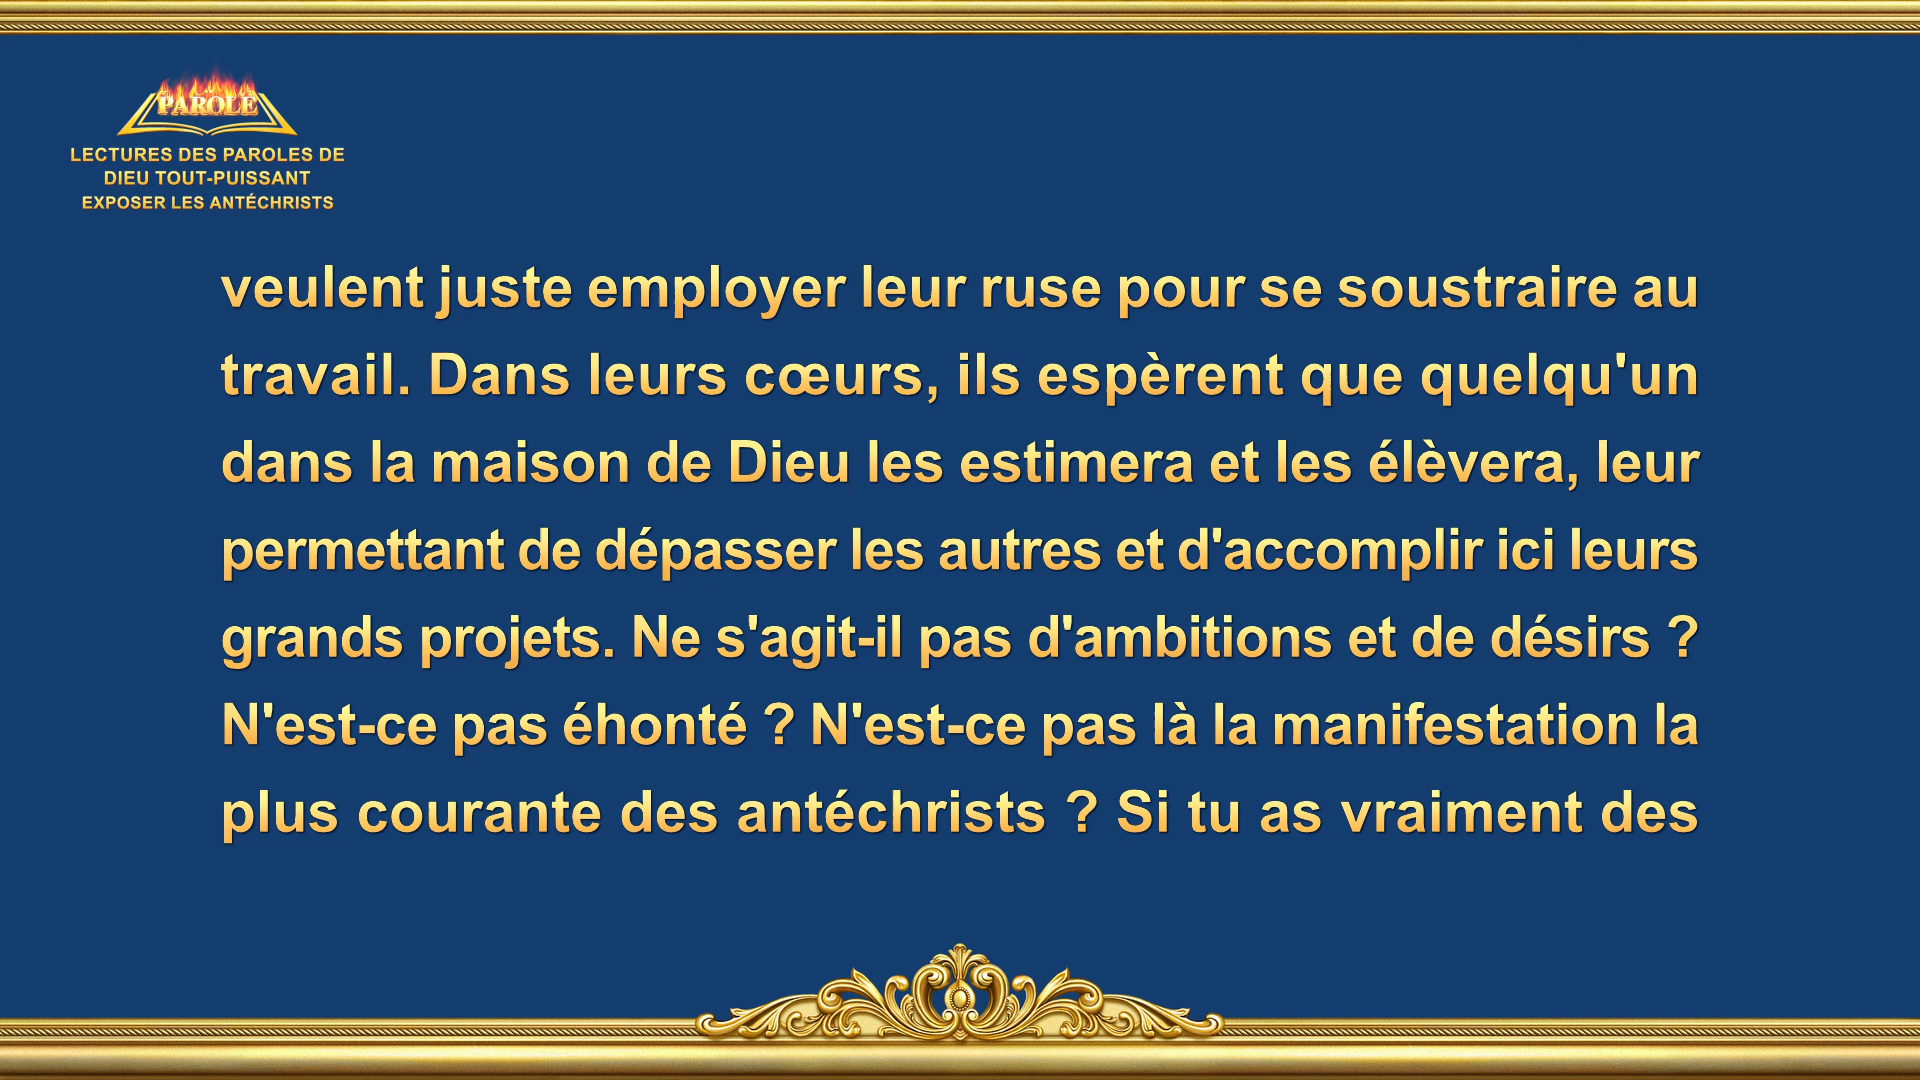 PAROLE
LECTURES DES PAROLES DE
DIEU TOUT-PUISSANT
EXPOSER LES ANTÉCHRISTS
veulent juste employer leur ruse pour se soustraire au
travail. Dans leurs cœurs, ils espèrent que quelqu'un
dans la maison de Dieu les estimera et les élèvera, leur
permettant de dépasser les autres et d'accomplir ici leurs
grands projets. Ne s'agit-il pas d'ambitions et de désirs ?
N'est-ce pas éhonté ? N'est-ce pas là la manifestation la
plus courante des antéchrists ? Si tu as vraiment des